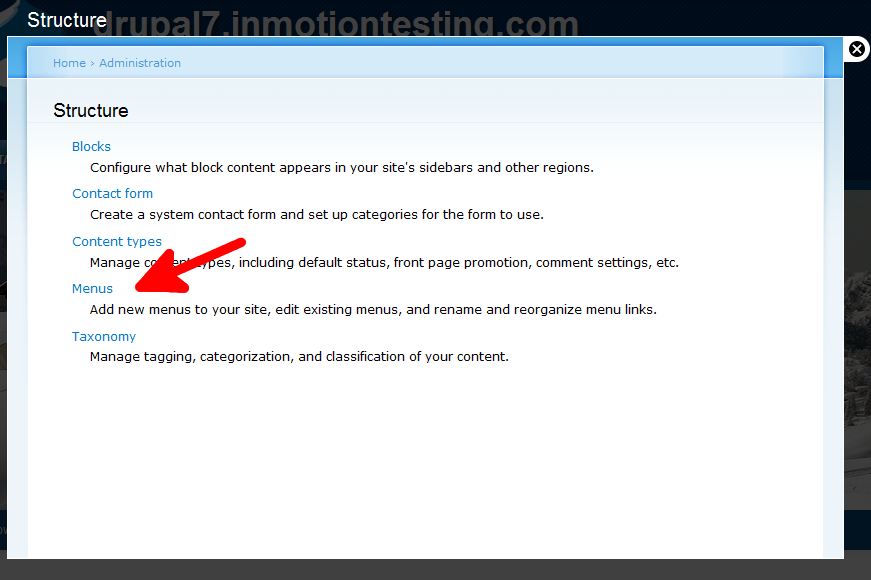 Structure
drupal7.inmotiontesting.com
Home › Administration
Structure
Blocks
Configure what block content appears in your site's sidebars and other regions.
Contact form
Create a system contact form and set up categories for the form to use.
Content types
Manage content types, including default status, front page promotion, comment settings, etc.
Menus
Add new menus to your site, edit existing menus, and rename and reorganize menu links.
Taxonomy
Manage tagging, categorization, and classification of your content.